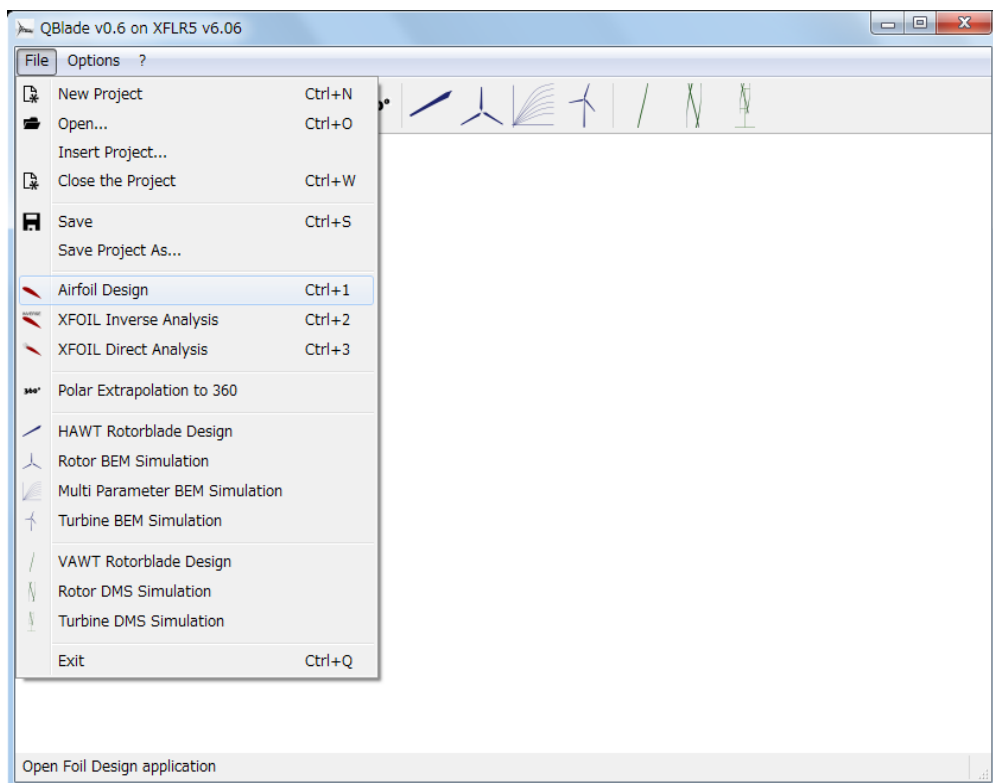 QBlade v0.6 on XFLR5 v6.06
File Options ?
New Project Ctrl+N
Open... Ctrl+O
Insert Project...
Close the Project Ctrl+W
Save Ctrl+S
Save Project As...
Airfoil Design Ctrl+1
XFOIL Inverse Analysis Ctrl+2
XFOIL Direct Analysis Ctrl+3
360° Polar Extrapolation to 360
HAWT Rotorblade Design
Rotor BEM Simulation
Multi Parameter BEM Simulation
Turbine BEM Simulation
VAWT Rotorblade Design
Rotor DMS Simulation
Turbine DMS Simulation
Exit Ctrl+Q
Open Foil Design application